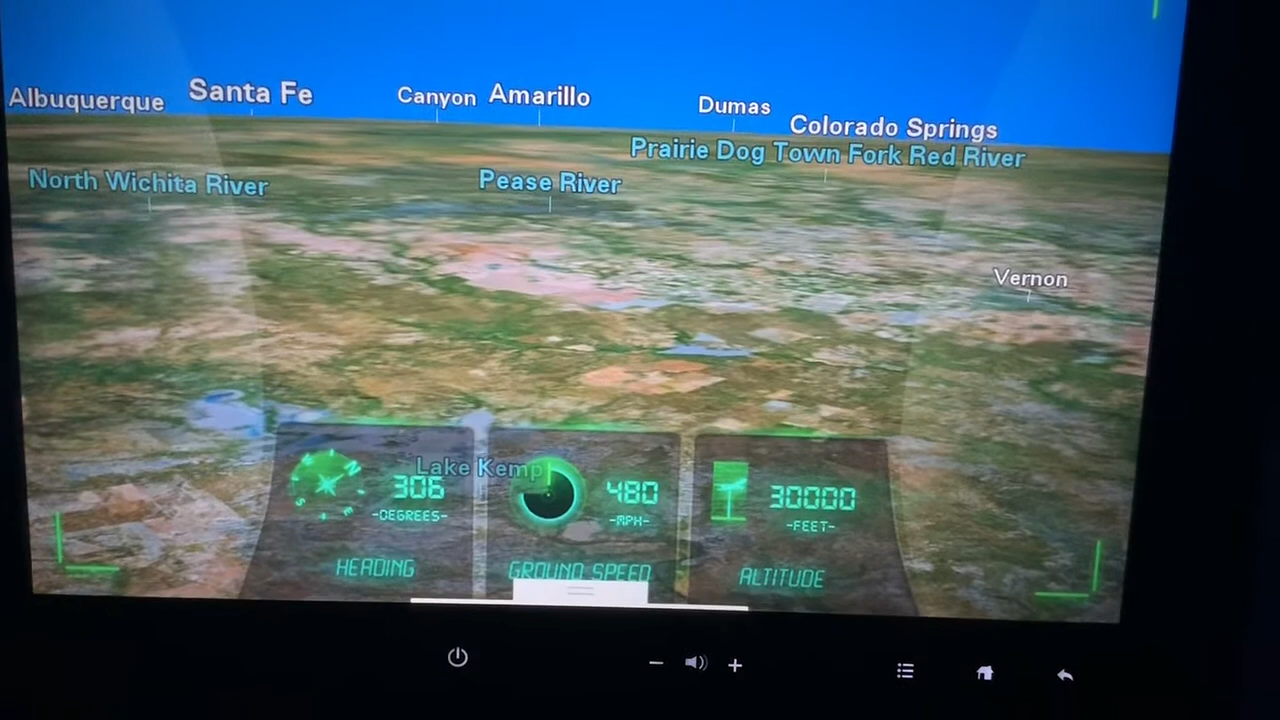 Albuquerque
Santa Fe
Canyon
Amarillo
Dumas
Colorado Springs
Prairie Dog Town Fork Red River
North Wichita River
Pease River
Vernon
Lake Kemp
N
S
E
306
-DEGREES-
HEADING
480
-MPH-
GROUND SPEED
30000
-FEET-
ALTITUDE